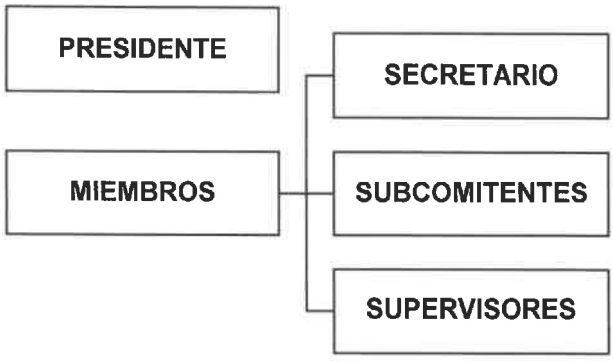 PRESIDENTE
MIEMBROS
SECRETARIO
SUBCOMITENTES
SUPERVISORES